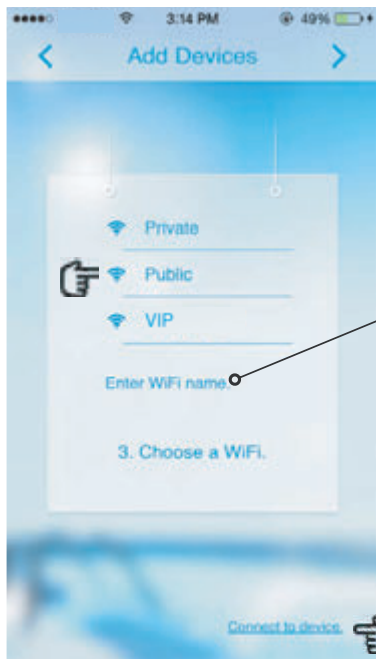 3:14 PM 49%
Add Devices
Private
Public
VIP
Enter WiFi name.
3. Choose a WiFi.
Connect to device.